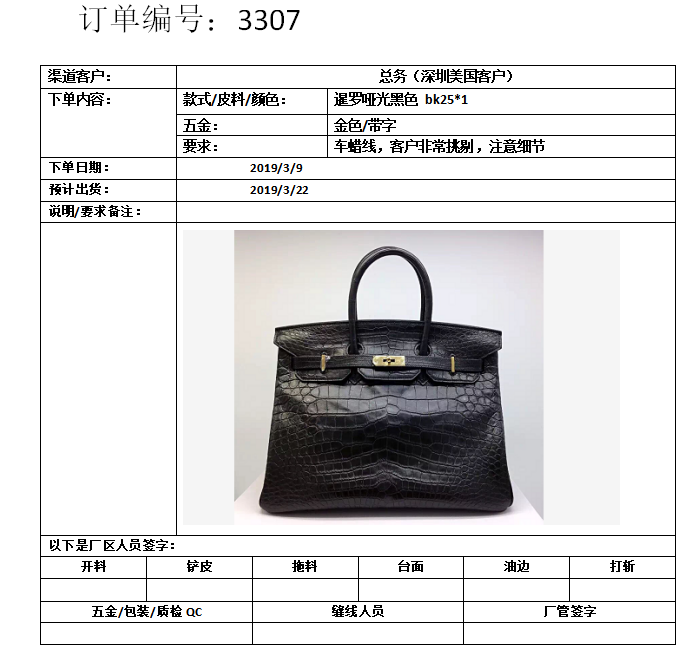 订单编号：3307
渠道客户： 总务（深圳美国客户）
下单内容： 款式/皮料/颜色： 暹罗哑光黑色 bk25*1
五金： 金色/带字
要求： 车蜡线，客户非常挑剔，注意细节
下单日期： 2019/3/9
预计出货： 2019/3/22
说明/要求备注：
以下是厂区人员签字：
开料 铲皮 拖料 台面 油边 打斩
五金/包装/质检 QC 缝线人员 厂管签字